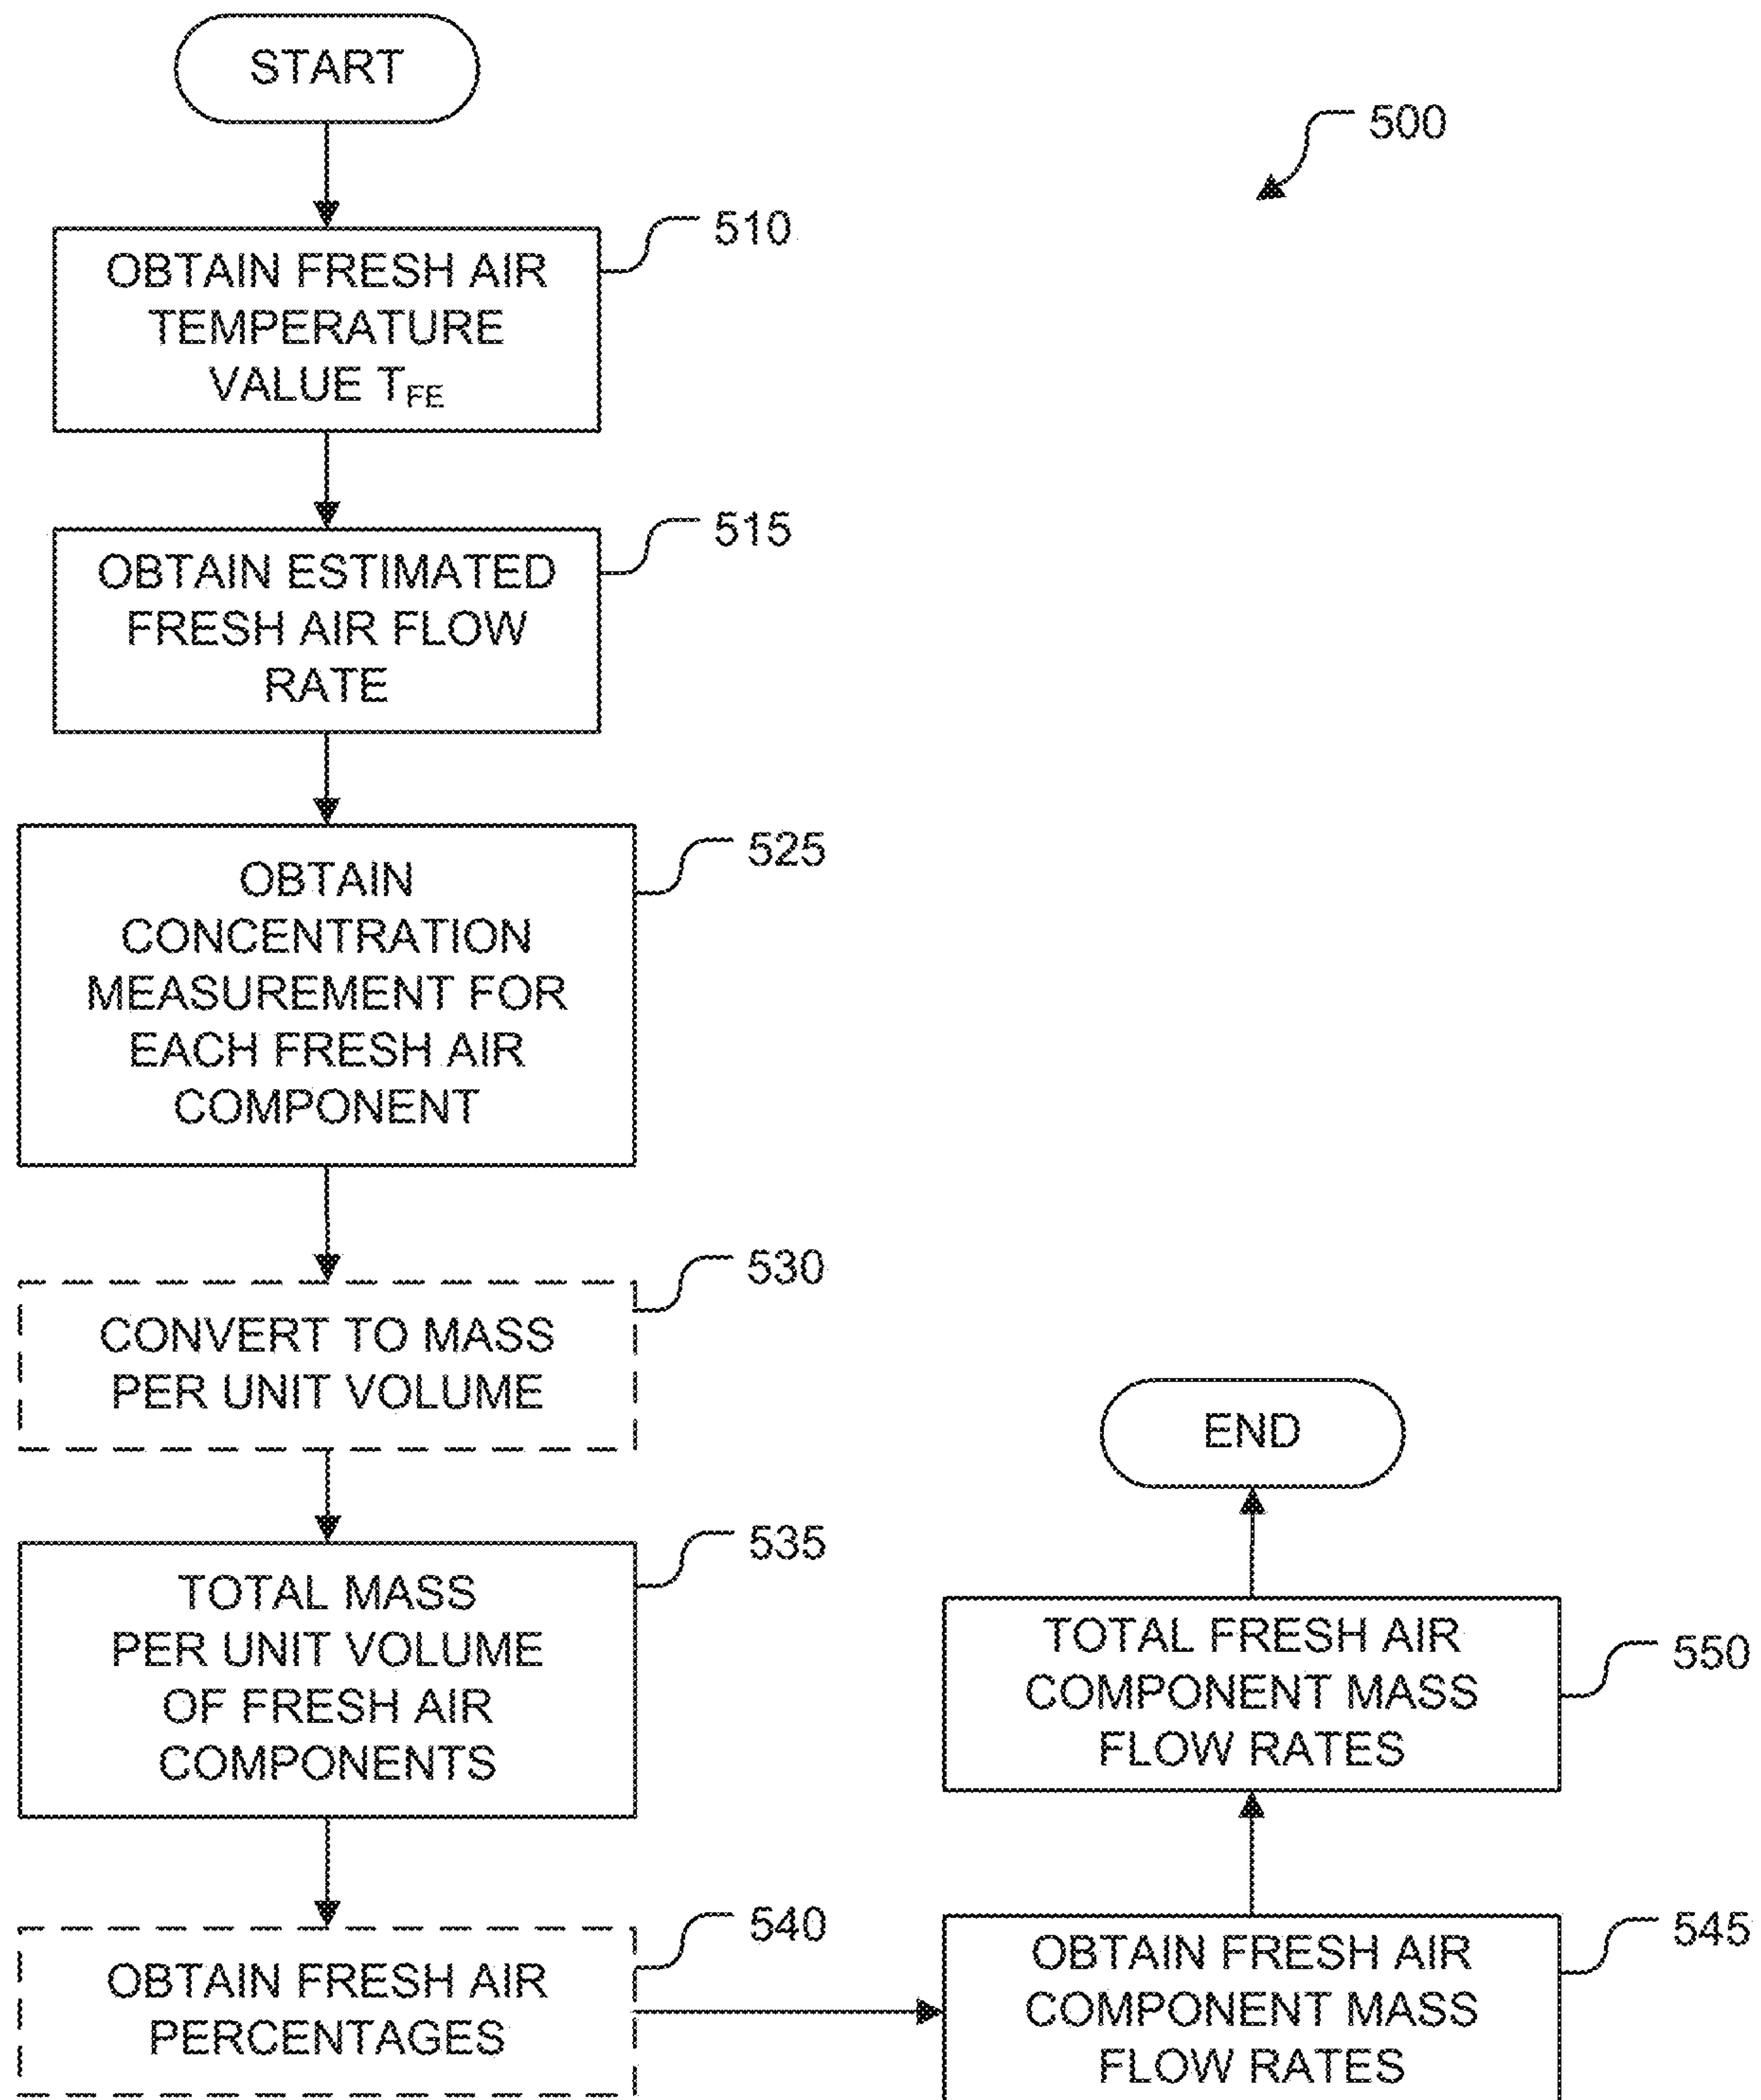 START
500
OBTAIN FRESH AIR
TEMPERATURE
VALUE TFE
510
OBTAIN ESTIMATED
FRESH AIR FLOW
RATE
515
OBTAIN
CONCENTRATION
MEASUREMENT FOR
EACH FRESH AIR
COMPONENT
525
CONVERT TO MASS
PER UNIT VOLUME
530
TOTAL MASS
PER UNIT VOLUME
OF FRESH AIR
COMPONENTS
535
OBTAIN FRESH AIR
PERCENTAGES
540
OBTAIN FRESH AIR
COMPONENT MASS
FLOW RATES
545
TOTAL FRESH AIR
COMPONENT MASS
FLOW RATES
550
END